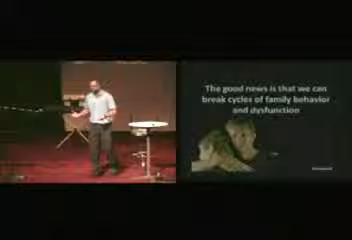 The good news is that we can
break cycles of family behavior
and dysfunction